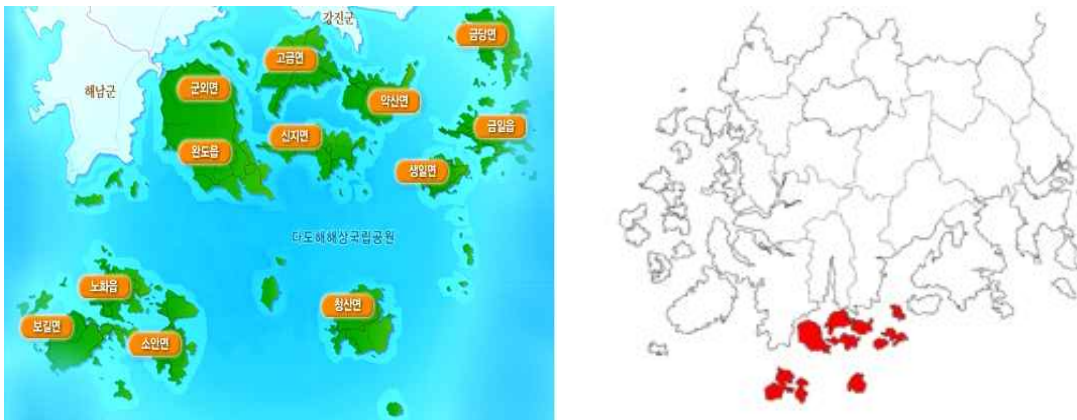 강진군
금당면
고금면
해남군
군외면
약산면
금일읍
신지면
완도읍
생일면
다도해해상국립공원
노화읍
청산면
보길면
소안면